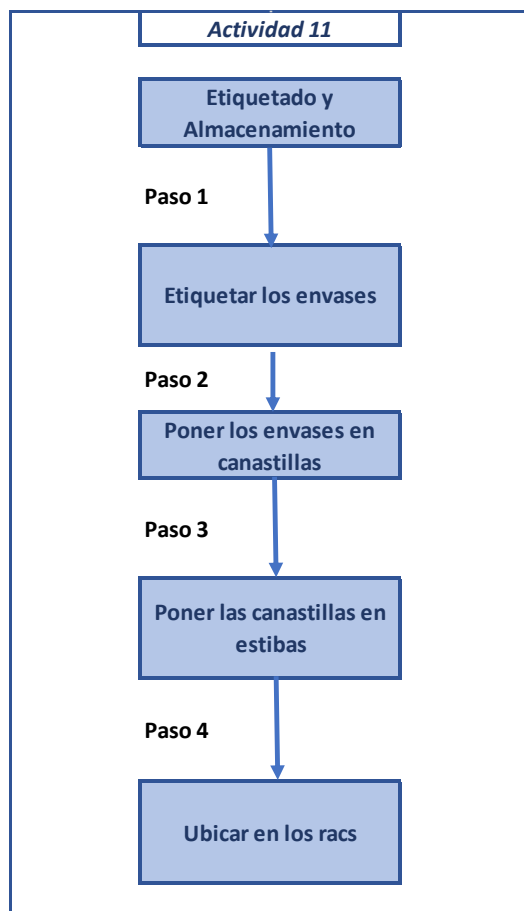 Actividad 11
Etiquetado y
Almacenamiento
Paso 1
Etiquetar los envases
Paso 2
Poner los envases en
canastillas
Paso 3
Poner las canastillas en
estibas
Paso 4
Ubicar en los racs